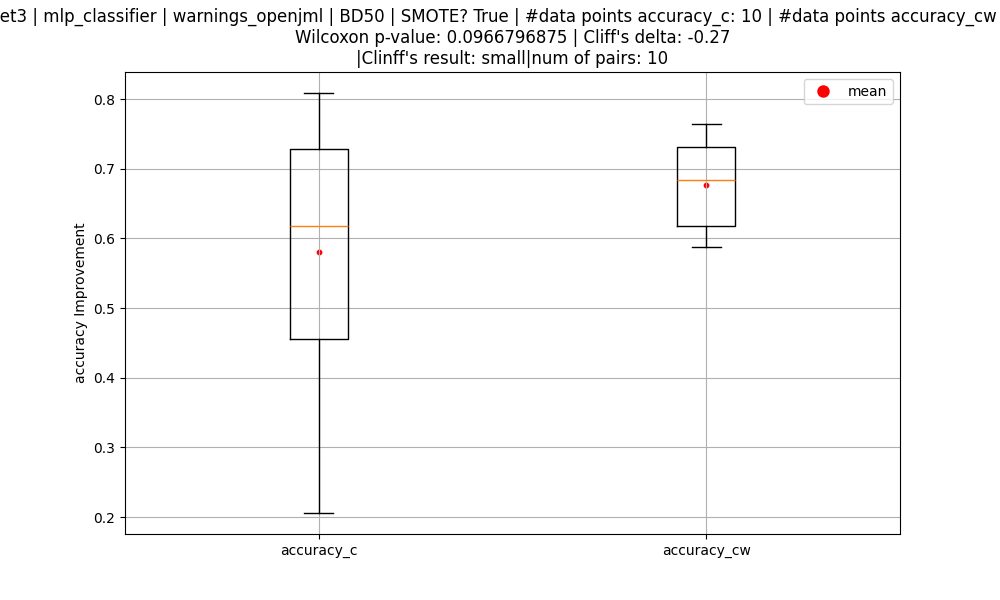 et3 | mlp_classifier | warnings_openjml | BD50 | SMOTE? True | #data points accuracy_c: 10 | #data points accuracy_cw
Wilcoxon p-value: 0.0966796875 | Cliff's delta: -0.27
|Clinff's result: small|num of pairs: 10
mean
0.8
0.7
0.6
0.5
0.4
0.3
0.2
accuracy Improvement
accuracy_c
accuracy_cw